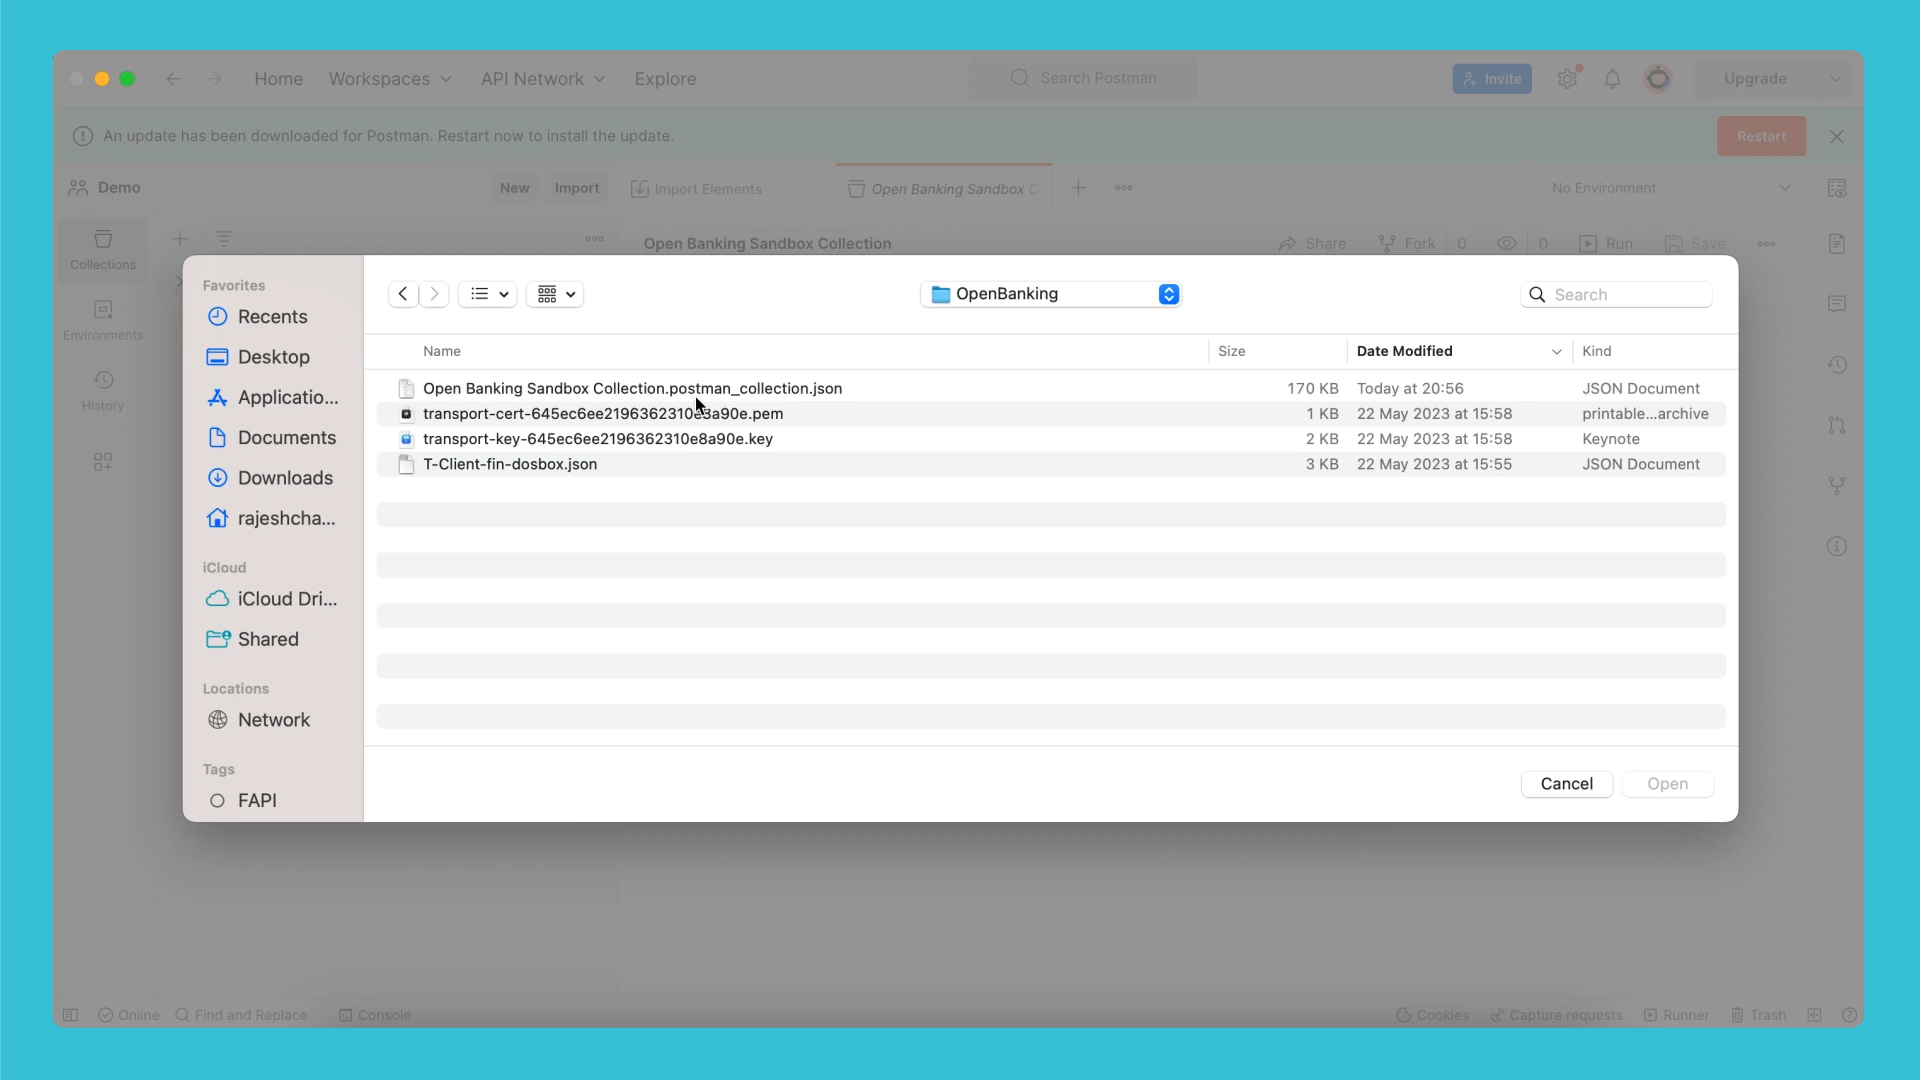 Home Workspaces API Network Explore Search Postman Invite Upgrade
An update has been downloaded for Postman. Restart now to install the update. Restart
Demo New Import Import Elements Open Banking Sandbox C No Environment
Collections
Open Banking Sandbox Collection Share Fork 0 0 Run Save
Environments
History
Favorites
Recents
Desktop
Applicatio...
Documents
Downloads
rajeshcha...
iCloud
iCloud Dri...
Shared
Locations
Network
Tags
FAPI
OpenBanking Search
Name Size Date Modified Kind
Open Banking Sandbox Collection.postman_collection.json 170 KB Today at 20:56 JSON Document
transport-cert-645ec6ee2196362310e8a90e.pem 1 KB 22 May 2023 at 15:58 printable...archive
transport-key-645ec6ee2196362310e8a90e.key 2 KB 22 May 2023 at 15:58 Keynote
T-Client-fin-dosbox.json 3 KB 22 May 2023 at 15:55 JSON Document
Cancel Open
Online Find and Replace Console Cookies Capture requests Runner Trash